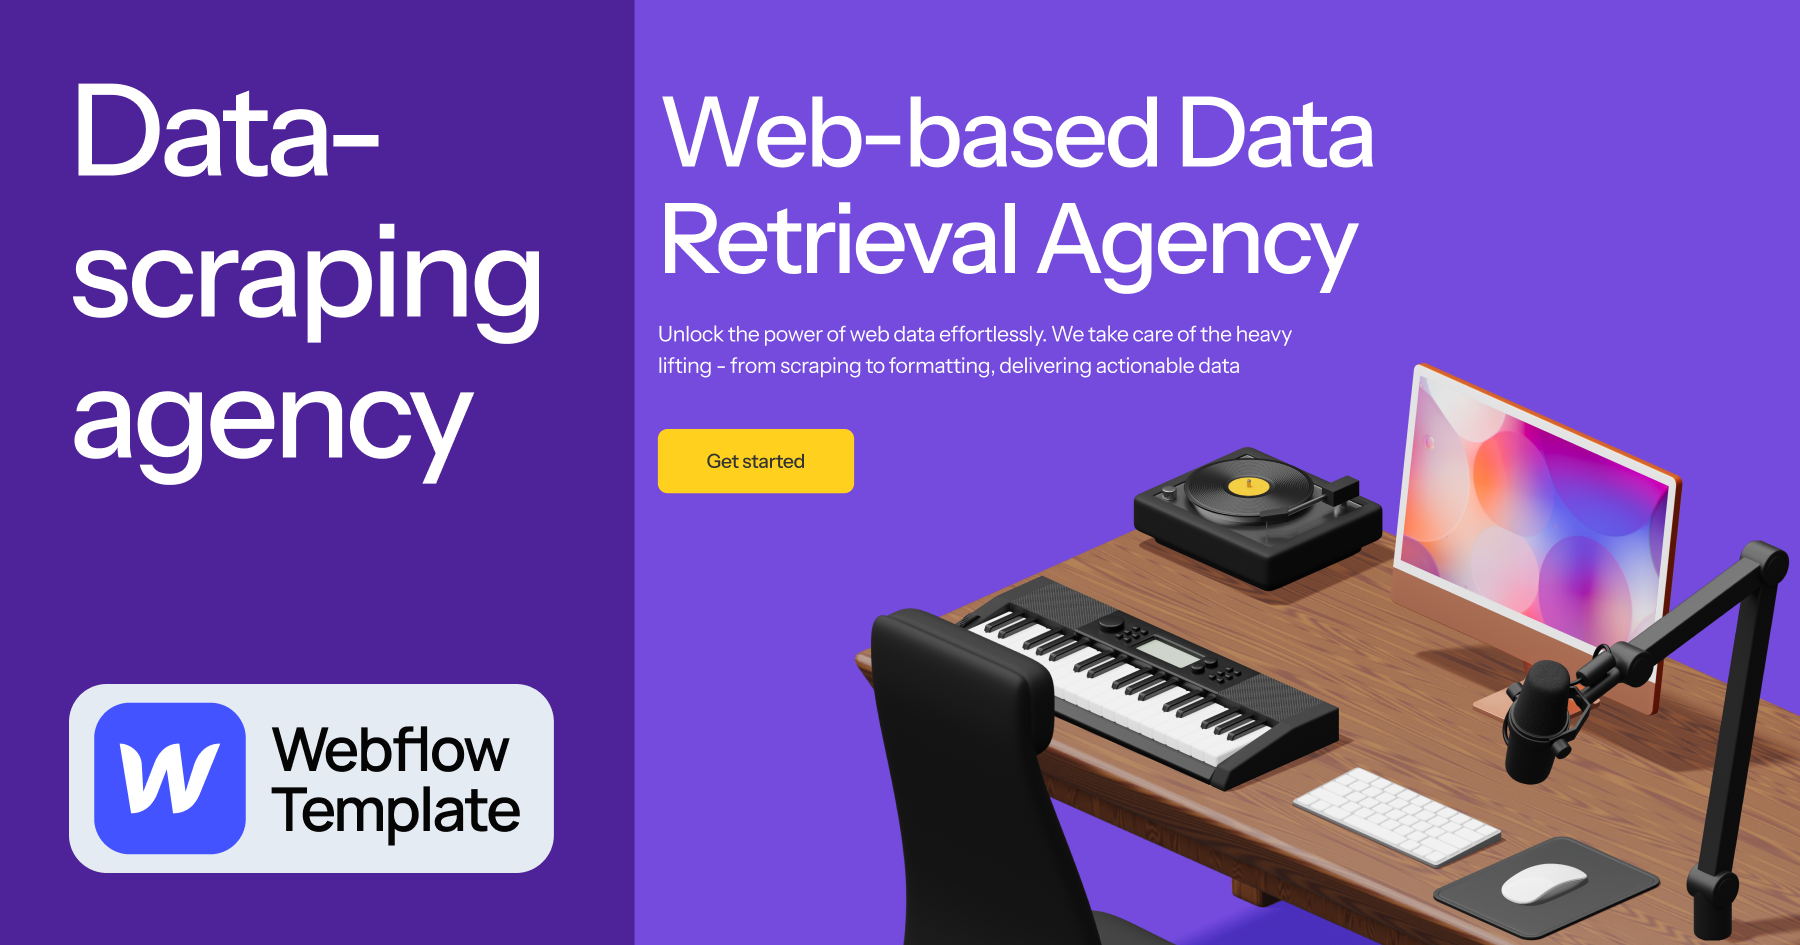 Data-
scraping
agency
Webflow
Template
Web-based Data
Retrieval Agency
Unlock the power of web data effortlessly. We take care of the heavy
lifting - from scraping to formatting, delivering actionable data
Get started